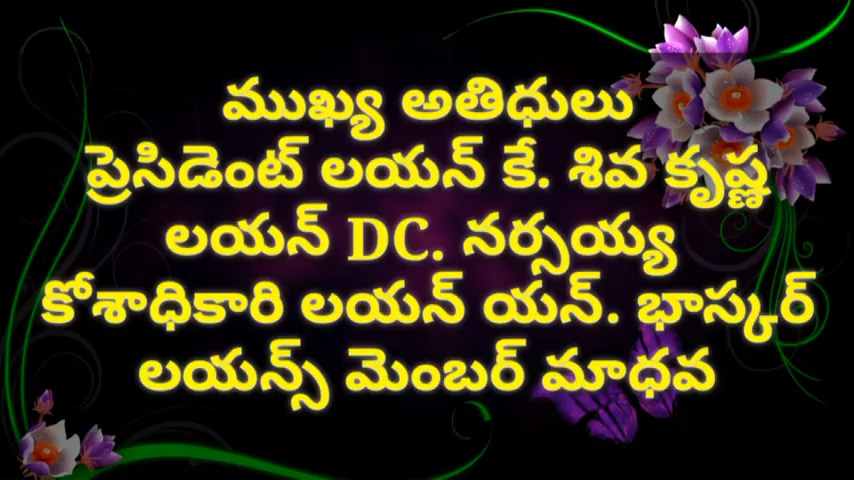 ముఖ్య అతిధులు
ప్రెసిడెంట్ లయన్ కే. శివ కృష్ణ
లయన్ DC. నర్సయ్య
కోశాధికారి లయన్ యన్. భాస్కర్
లయన్స్ మెంబర్ మాధవ